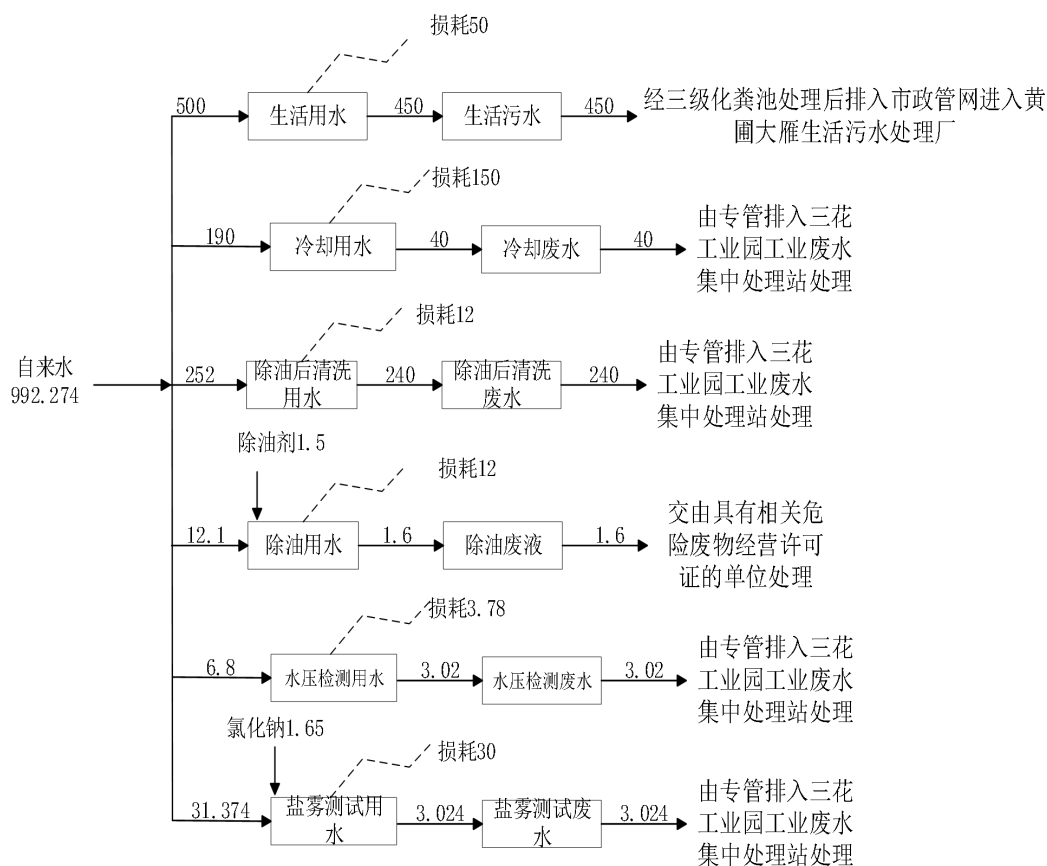 损耗50
500
生活用水
450
生活污水
450
经三级化粪池处理后排入市政管网进入黄
圃大雁生活污水处理厂
损耗150
190
冷却用水
40
冷却废水
40
由专管排入三花
工业园工业废水
集中处理站处理
损耗12
自来水
992.274
252
除油后清洗
用水
240
除油后清洗
废水
240
由专管排入三花
工业园工业废水
集中处理站处理
除油剂1.5
损耗12
12.1
除油用水
1.6
除油废液
1.6
交由具有相关危
险废物经营许可
证的单位处理
损耗3.78
6.8
水压检测用水
3.02
水压检测废水
3.02
由专管排入三花
工业园工业废水
集中处理站处理
氯化钠1.65
损耗30
31.374
盐雾测试用
水
3.024
盐雾测试废
水
3.024
由专管排入三花
工业园工业废水
集中处理站处理